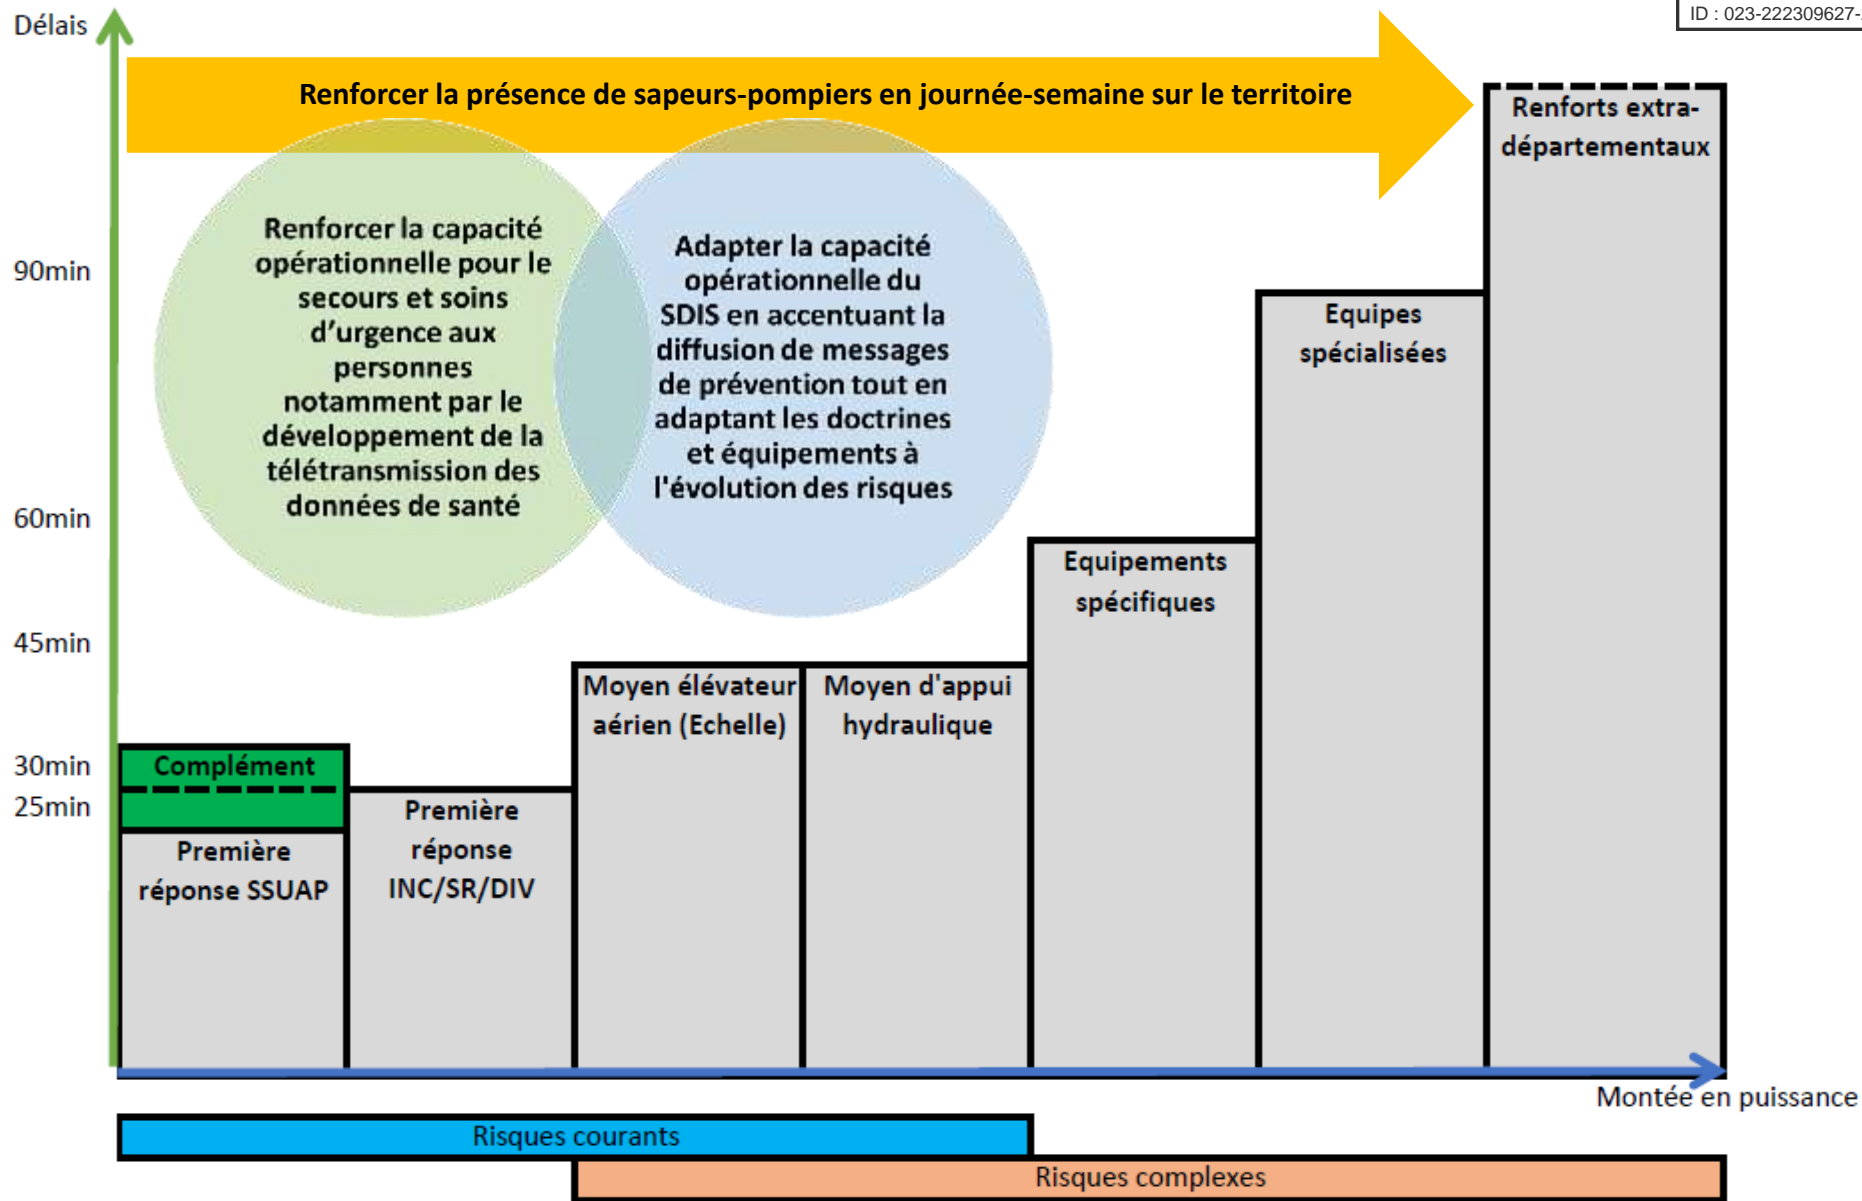 ID : 023-222309627-
Délais
Renforcer la présence de sapeurs-pompiers en journée-semaine sur le territoire
Renforts extra-
départementaux
Renforcer la capacité
opérationnelle pour le
secours et soins
d'urgence aux
personnes
notamment par le
développement de la
télétransmission des
données de santé
Adapter la capacité
opérationnelle du
SDIS en accentuant la
diffusion de messages
de prévention tout en
adaptant les doctrines
et équipements à
l'évolution des risques
90min
Equipes
spécialisées
60min
Equipements
spécifiques
45min
Moyen élévateur
aérien (Echelle)
Moyen d'appui
hydraulique
30min
Complément
25min
Première
réponse SSUAP
Première
réponse
INC/SR/DIV
Montée en puissance
Risques courants
Risques complexes